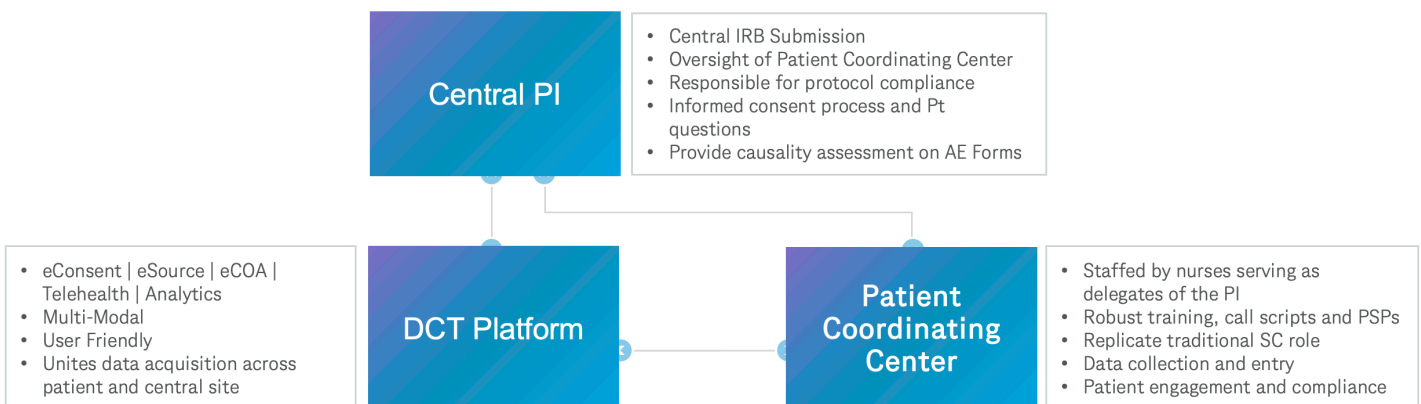 Central PI
• Central IRB Submission
• Oversight of Patient Coordinating Center
• Responsible for protocol compliance
• Informed consent process and Pt
questions
• Provide causality assessment on AE Forms
• eConsent | eSource | eCOA |
Telehealth | Analytics
• Multi-Modal
• User Friendly
• Unites data acquisition across
patient and central site
DCT Platform
Patient
Coordinating
Center
• Staffed by nurses serving as
delegates of the PI
• Robust training, call scripts and PSPs
• Replicate traditional SC role
• Data collection and entry
• Patient engagement and compliance